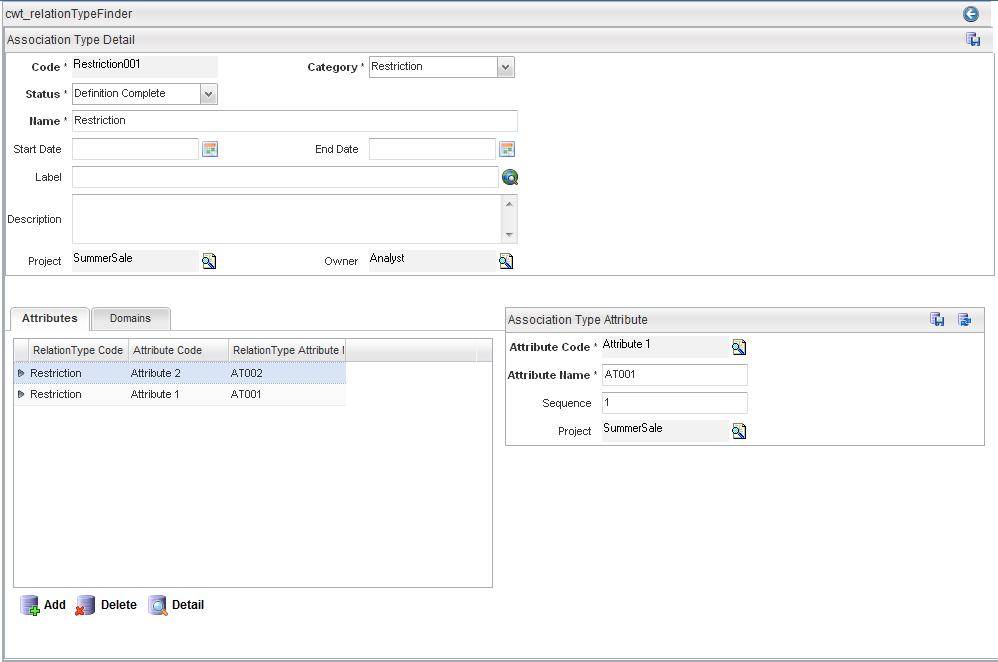 cwt_relationTypeFinder
Association Type Detail
Code * Restriction001 Category * Restriction
Status * Definition Complete
Name * Restriction
Start Date End Date
Label
Description
Project SummerSale Owner Analyst
Attributes Domains
RelationType Code Attribute Code RelationType Attribute
Restriction Attribute 2 AT002
Restriction Attribute 1 AT001
Add Delete Detail
Association Type Attribute
Attribute Code * Attribute 1
Attribute Name * AT001
Sequence 1
Project SummerSale